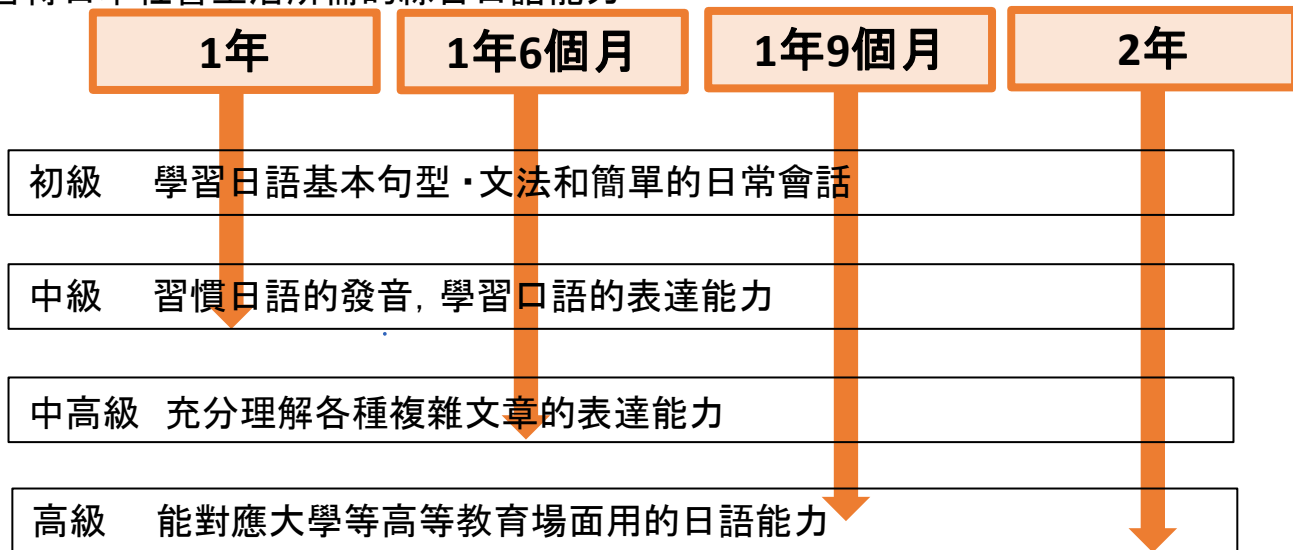 1年 1年6個月 1年9個月 2年
初級 學習日語基本句型・文法和簡單的日常會話
中級 習慣日語的發音，學習口語的表達能力
中高級 充分理解各種複雜文章的表達能力
高級 能對應大學等高等教育場面用的日語能力